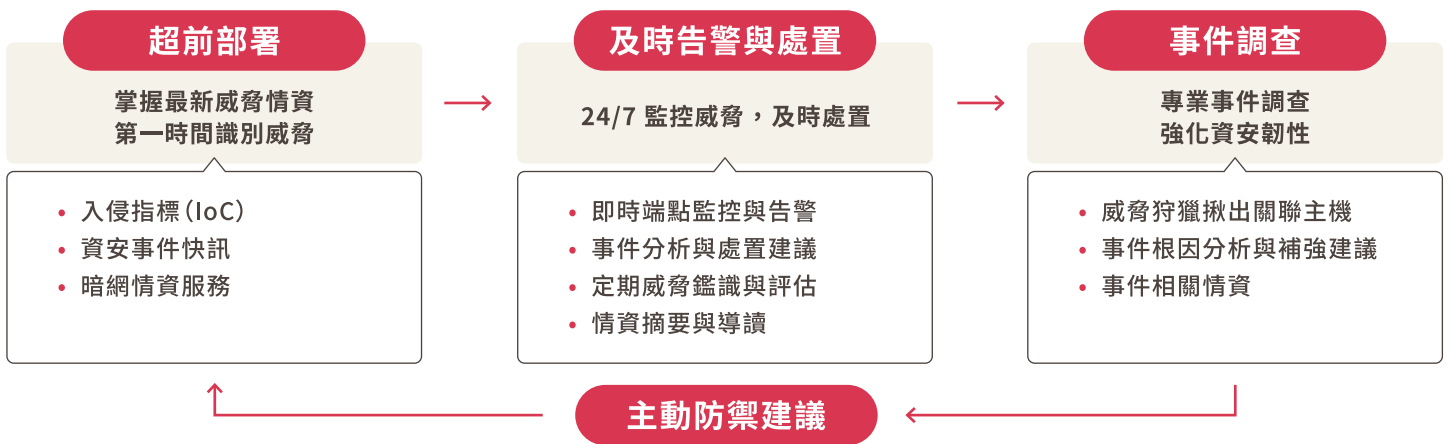 超前部署
掌握最新威脅情資
第一時間識別威脅
• 入侵指標(IoC)
• 資安事件快訊
• 暗網情資服務
及時告警與處置
24/7 監控威脅，及時處置
• 即時端點監控與告警
• 事件分析與處置建議
• 定期威脅鑑識與評估
• 情資摘要與導讀
事件調查
專業事件調查
強化資安韌性
• 威脅狩獵揪出關聯主機
• 事件根因分析與補強建議
• 事件相關情資
主動防禦建議